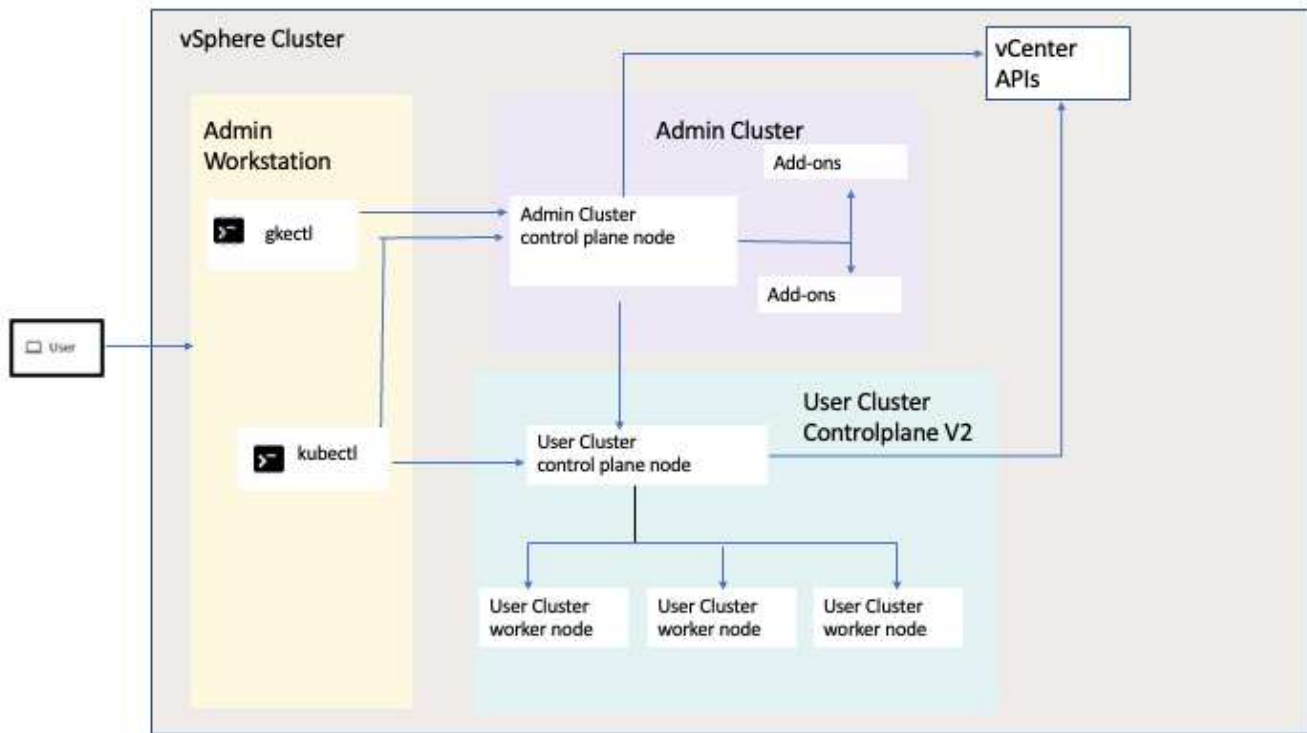 vSphere Cluster
vCenter
APIs
Admin
Workstation
Admin Cluster
Add-ons
gkectl
Admin Cluster
control plane node
Add-ons
User
User Cluster
Controlplane V2
kubectl
User Cluster
control plane node
User Cluster
worker node
User Cluster
worker node
User Cluster
worker node